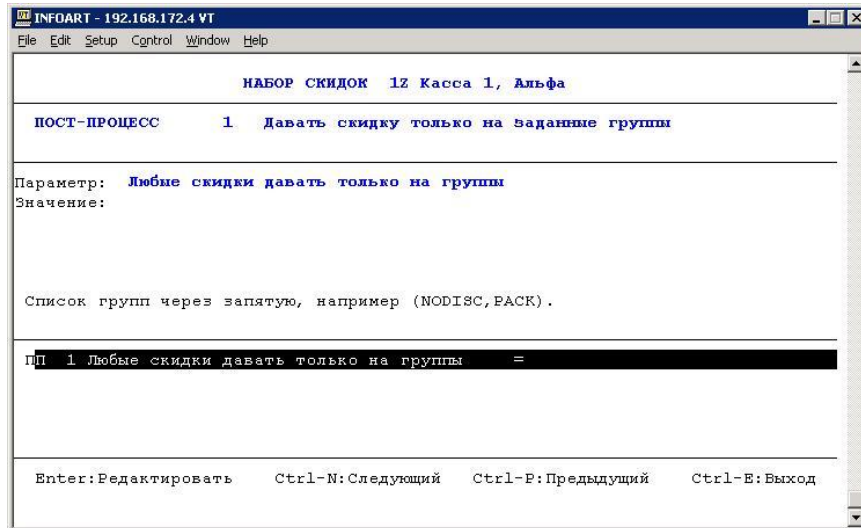 INFOART - 192.168.172.4 VT
File Edit Setup Control Window Help
НАБОР СКИДОК 1Z Касса 1, Альфа
ПОСТ-ПРОЦЕСС 1 Давать скидку только на заданные группы
Параметр: Любые скидки давать только на группы
Значение:
Список групп через запятую, например (NODISC,PACK).
ПП 1 Любые скидки давать только на группы =
Enter:Редактировать Ctrl-N:Следующий Ctrl-P:Предыдущий Ctrl-E:Выход